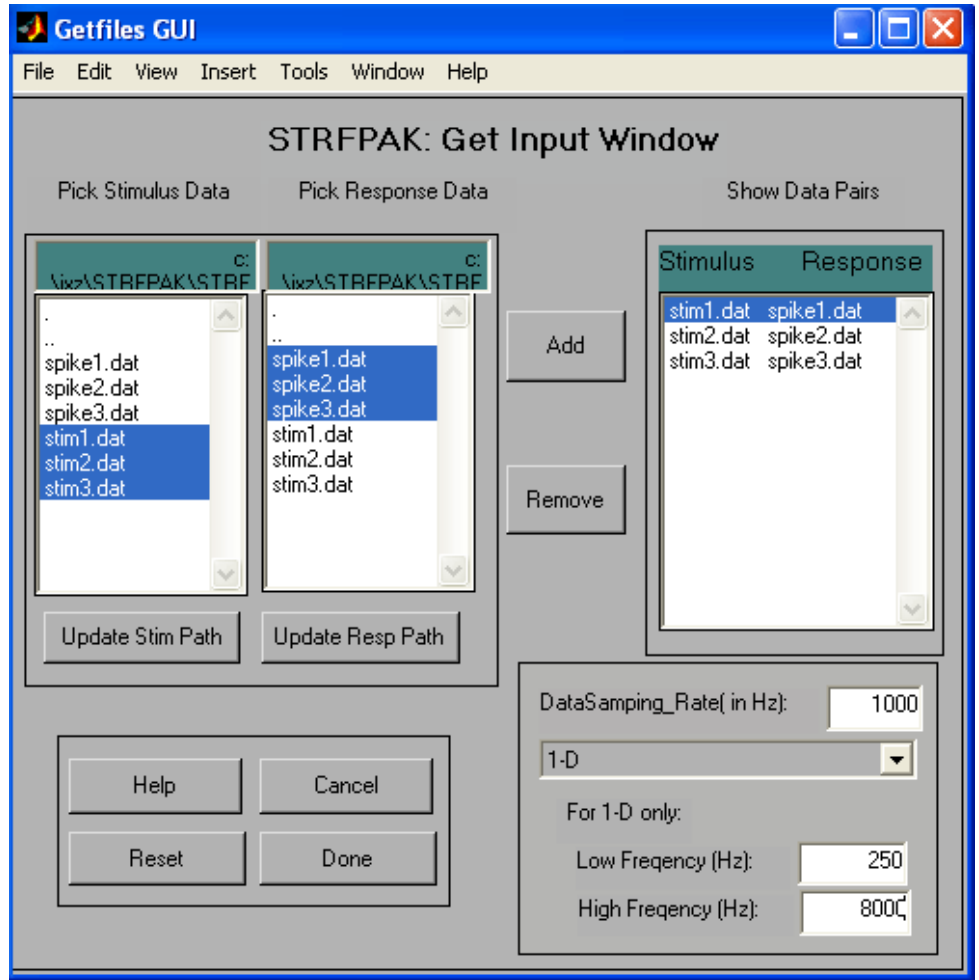 Getfiles GUI
File Edit View Insert Tools Window Help
STRFPAK: Get Input Window
Pick Stimulus Data Pick Response Data Show Data Pairs
c: c:
\ixz\STRFPAK\STRF \ixz\STRFPAK\STRF
Stimulus Response
. .
.. ..
spike1.dat spike1.dat
spike2.dat spike2.dat
spike3.dat spike3.dat
stim1.dat stim1.dat
stim2.dat stim2.dat
stim3.dat stim3.dat
Add
Remove
stim1.dat spike1.dat
stim2.dat spike2.dat
stim3.dat spike3.dat
Update Stim Path Update Resp Path
DataSamping_Rate( in Hz): 1000
1-D
For 1-D only:
Low Freqency (Hz): 250
High Freqency (Hz): 8000
Help Cancel
Reset Done